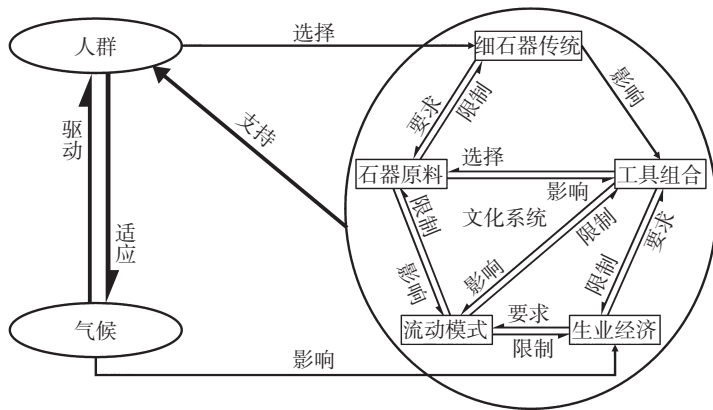 人群
选择
细石器传统
影响
要求
限制
驱动
支持
选择
石器原料
工具组合
影响
限制
文化系统
限制
要求
适应
影响
影响
限制
气候
流动模式
要求
生业经济
限制
影响